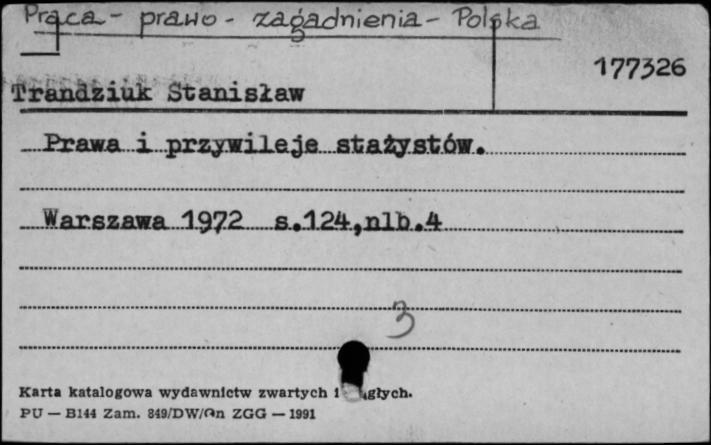 Praca - prawo - zagadnienia - Polska
177326
Trandziuk Stanisław
Prawa i przywileje stażystów.
Warszawa 1972 s.124,nlb.4
3
Karta katalogowa wydawnictw zwartych i
PU — B144 Zam. 849/DW/Gn ZGG — 1991